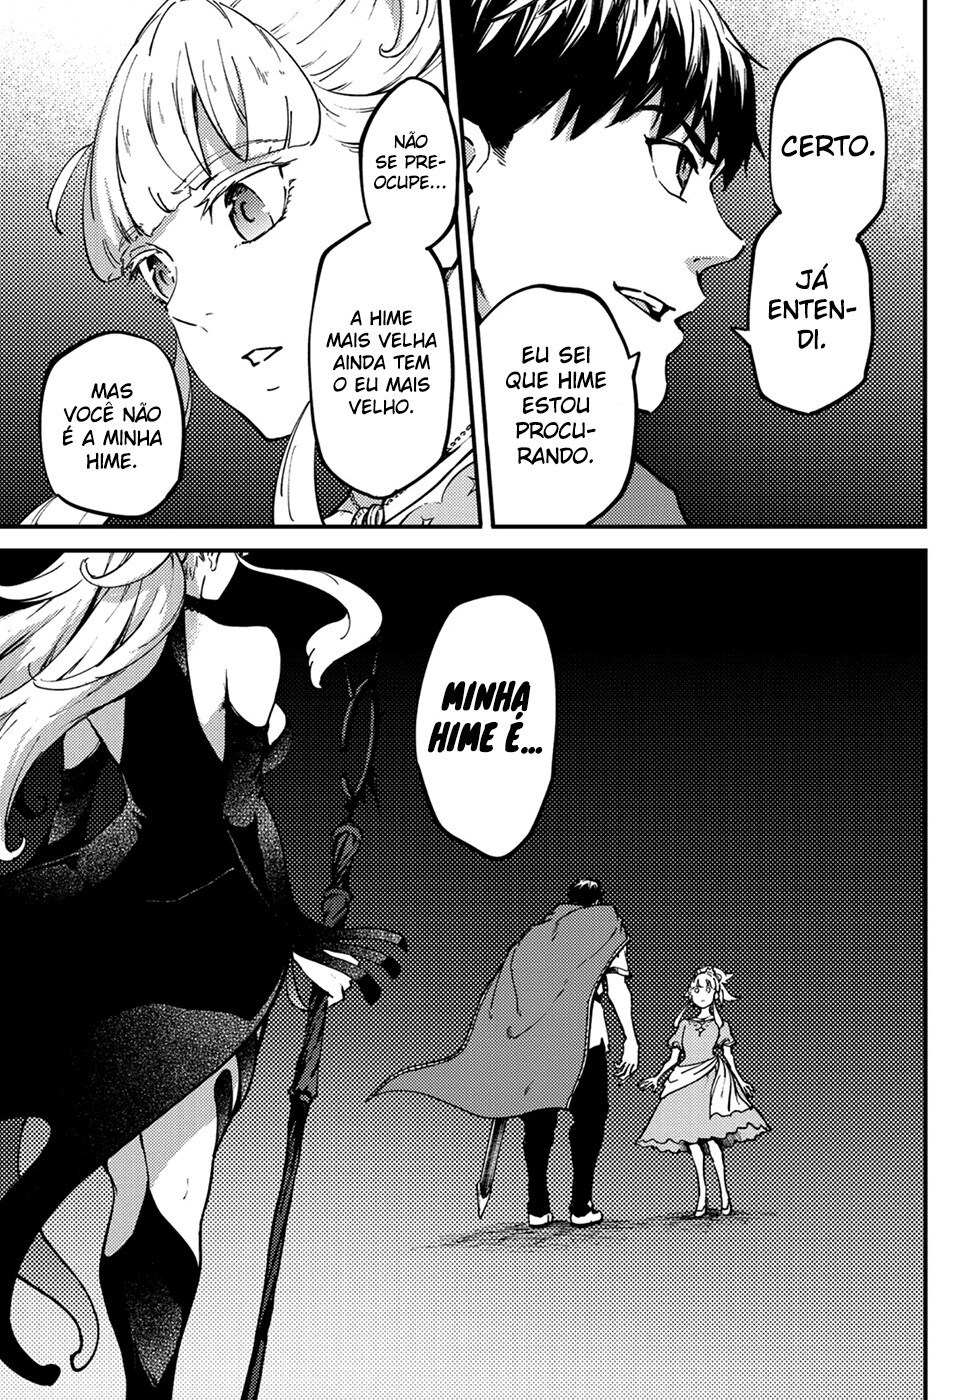 CERTO.
JÁ
ENTEN-
DI.
EU SEI
QUE HIME
ESTOU
PROCU-
RANDO.
NÃO
SE PRE-
OCUPE...
A HIME
MAIS VELHA
AINDA TEM
O EU MAIS
VELHO.
MAS
VOCÊ NÃO
É A MINHA
HIME.
MINHA
HIME É...